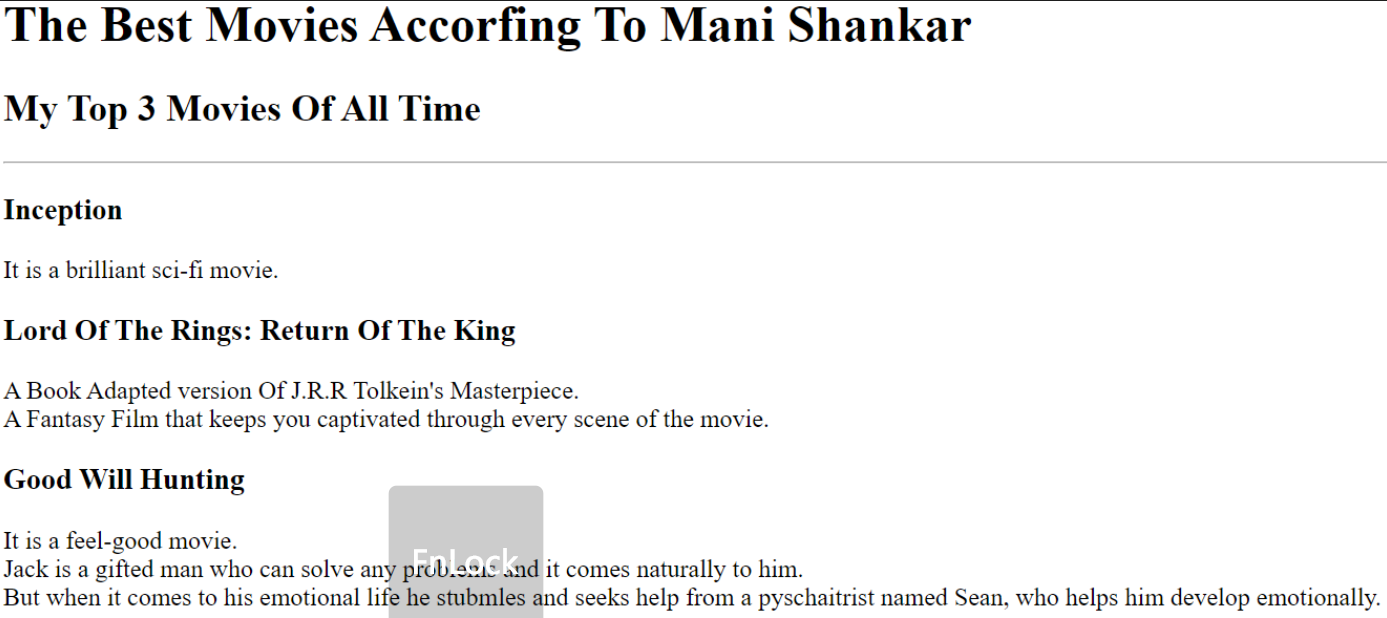 The Best Movies Accorfing To Mani Shankar
My Top 3 Movies Of All Time
Inception
It is a brilliant sci-fi movie.
Lord Of The Rings: Return Of The King
A Book Adapted version Of J.R.R Tolkein's Masterpiece.
A Fantasy Film that keeps you captivated through every scene of the movie.
Good Will Hunting
It is a feel-good movie.
FnLock
Jack is a gifted man who can solve any problems and it comes naturally to him.
But when it comes to his emotional life he stubmles and seeks help from a pyschaitrist named Sean, who helps him develop emotionally.